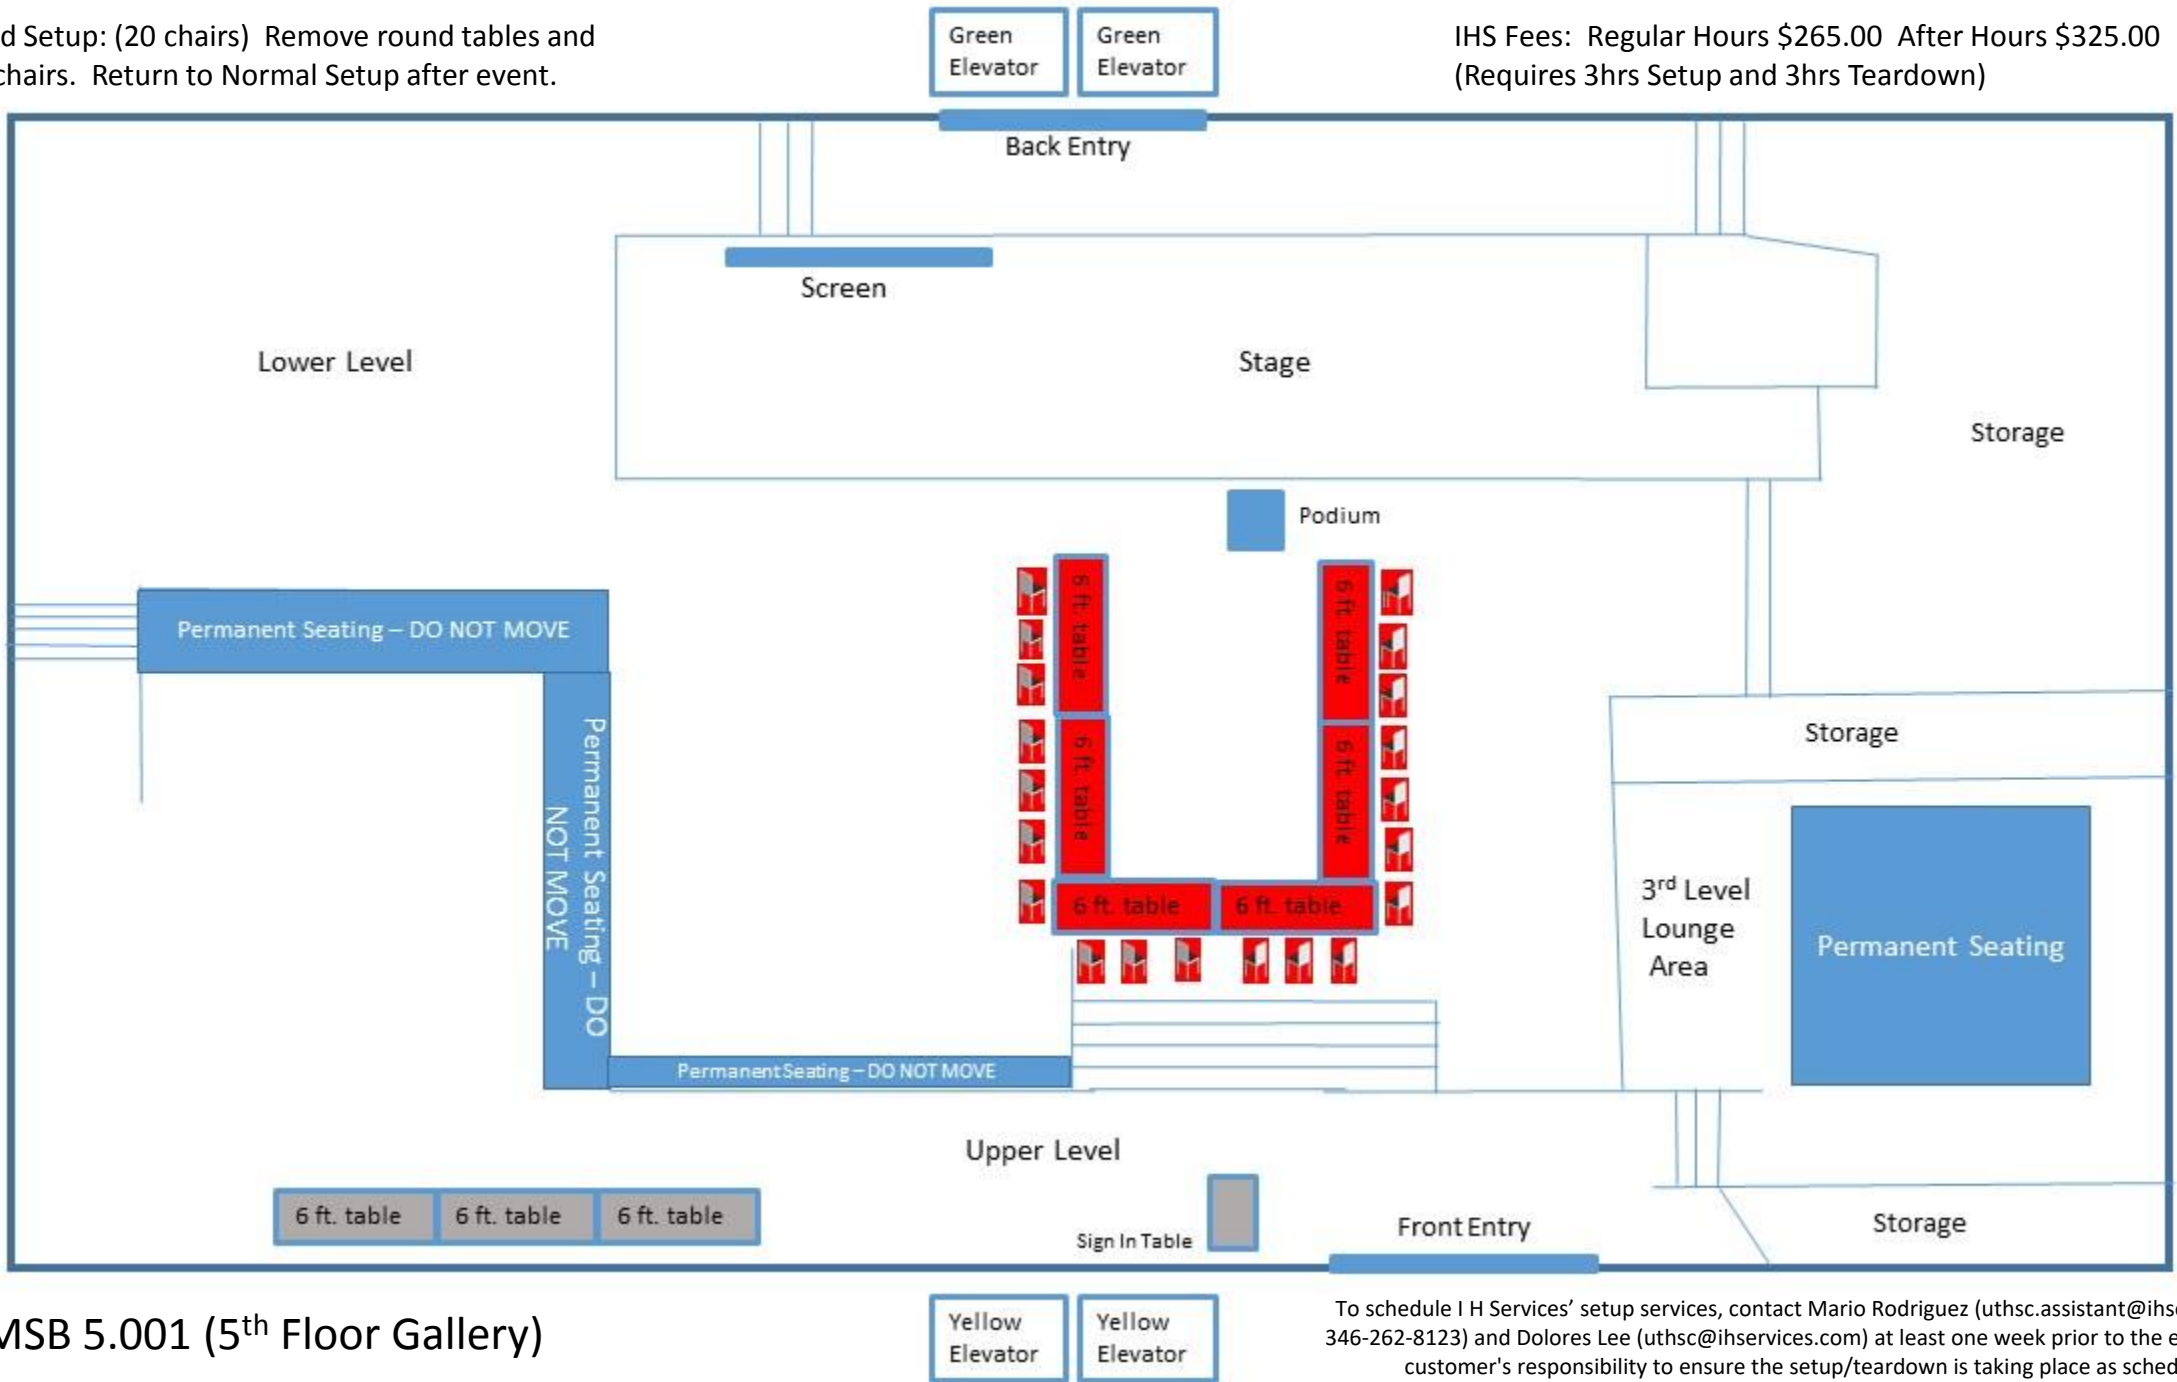 d Setup: (20 chairs) Remove round tables and
chairs. Return to Normal Setup after event.
Green
Elevator
Green
Elevator
IHS Fees: Regular Hours $265.00 After Hours $325.00
(Requires 3hrs Setup and 3hrs Teardown)
Back Entry
Screen
Lower Level
Stage
Storage
Podium
6 ft. table
6 ft. table
Permanent Seating – DO NOT MOVE
Permanent Seating – DO
NOT MOVE
6 ft. table
6 ft. table
Storage
6 ft. table
6 ft. table
3rd Level
Lounge
Area
Permanent Seating
Permanent Seating – DO NOT MOVE
Upper Level
6 ft. table
6 ft. table
6 ft. table
Sign In Table
Front Entry
Storage
MSB 5.001 (5th Floor Gallery)
Yellow
Elevator
Yellow
Elevator
To schedule I H Services’ setup services, contact Mario Rodriguez (uthsc.assistant@ihse
346-262-8123) and Dolores Lee (uthsc@ihservices.com) at least one week prior to the e
customer's responsibility to ensure the setup/teardown is taking place as sched